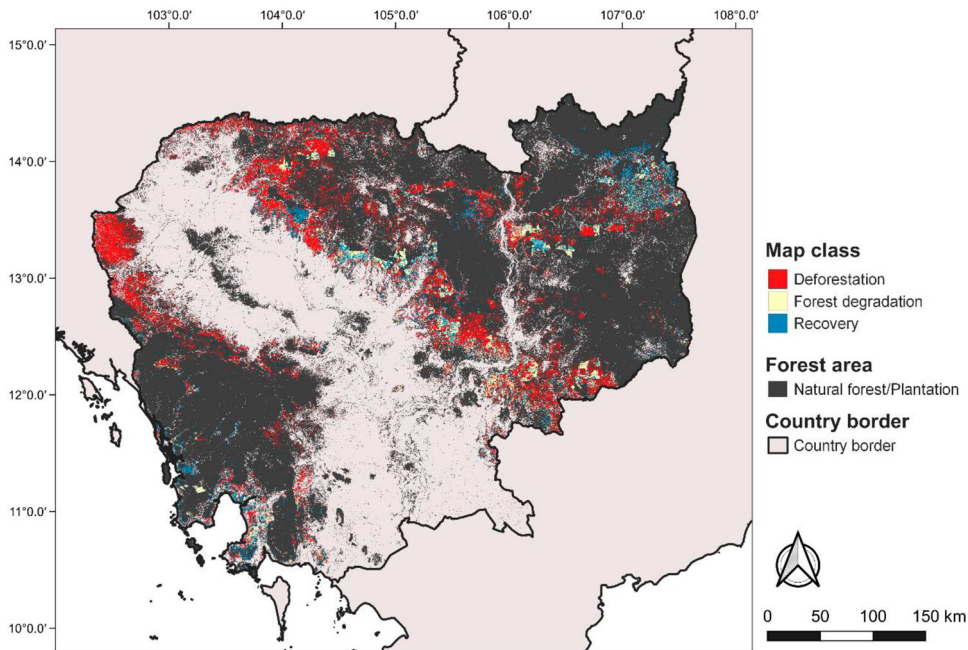 103°0.0′ 104°0.0′ 105°0.0′ 106°0.0′ 107°0.0′ 108°0.0′
15°0.0′
14°0.0′
13°0.0′
12°0.0′
11°0.0′
10°0.0′
Map class
Deforestation
Forest degradation
Recovery
Forest area
Natural forest/Plantation
Country border
Country border
0 50 100 150 km